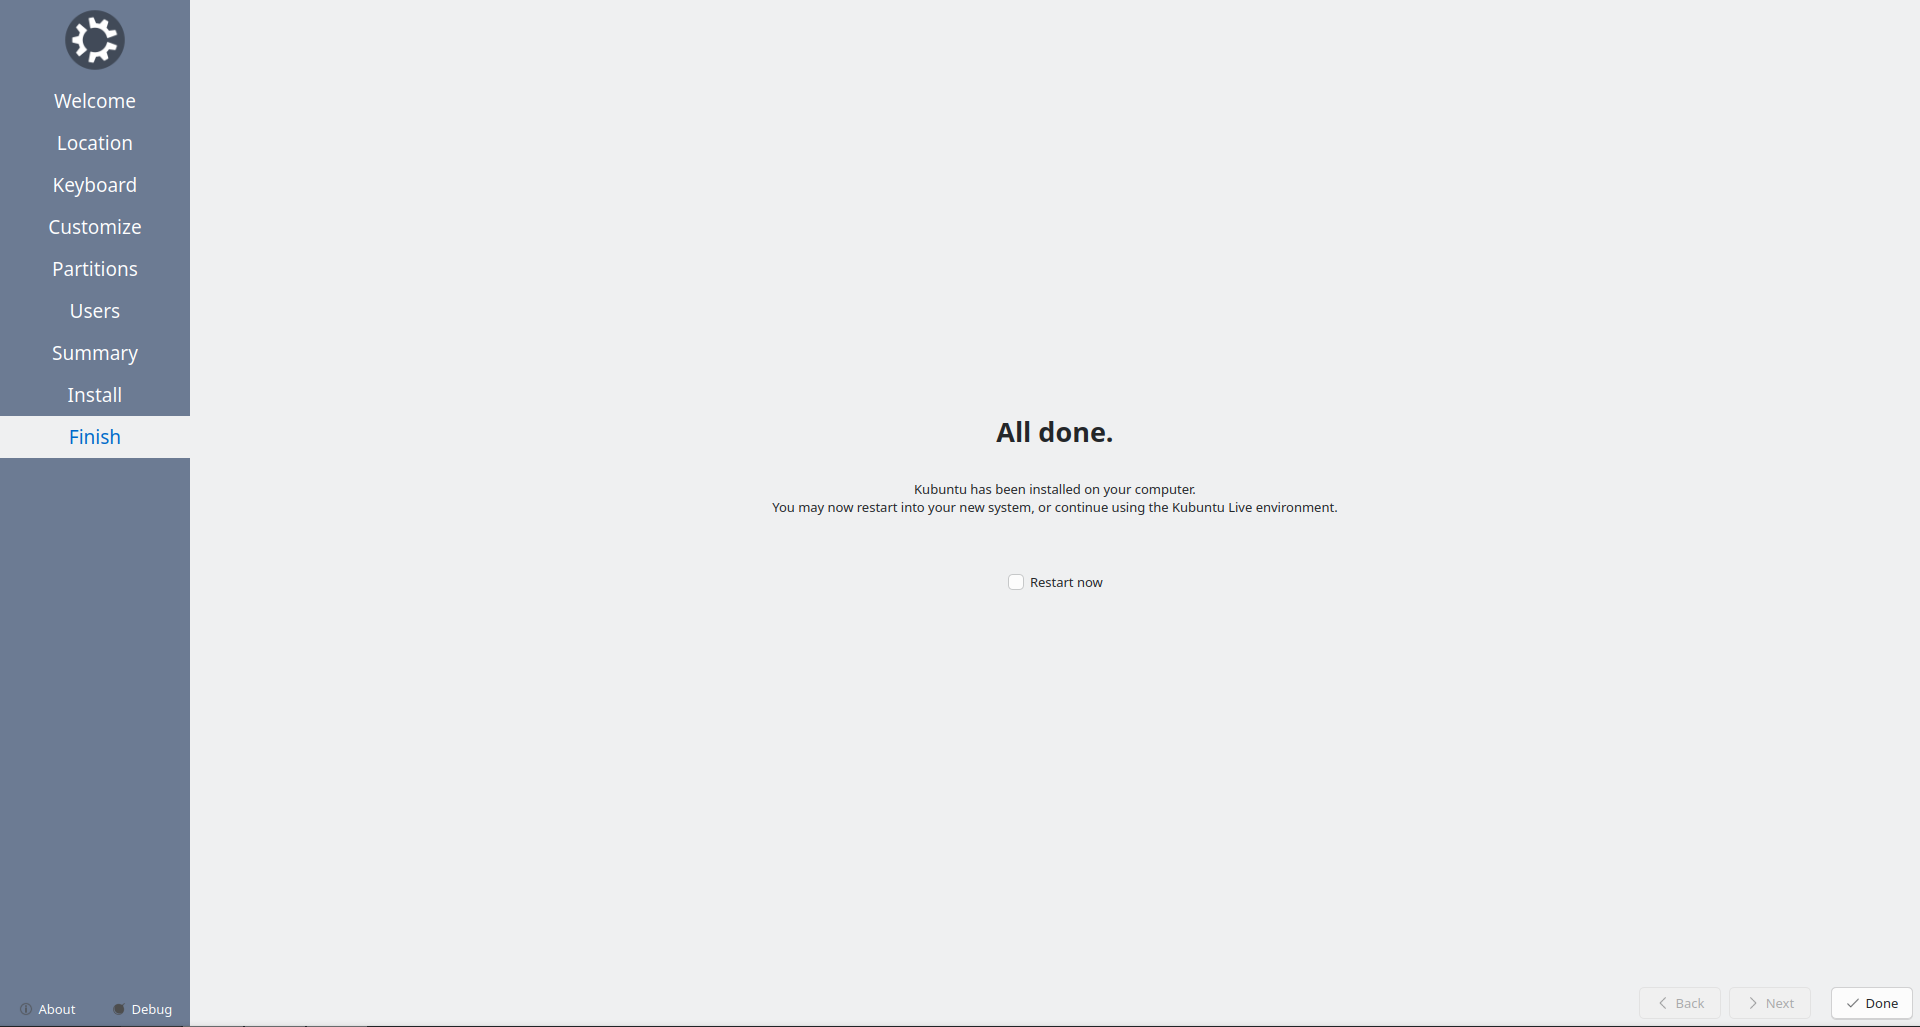 Welcome
Location
Keyboard
Customize
Partitions
Users
Summary
Install
Finish
All done.
Kubuntu has been installed on your computer.
You may now restart into your new system, or continue using the Kubuntu Live environment.
Restart now
About
Debug
Back
Next
Done